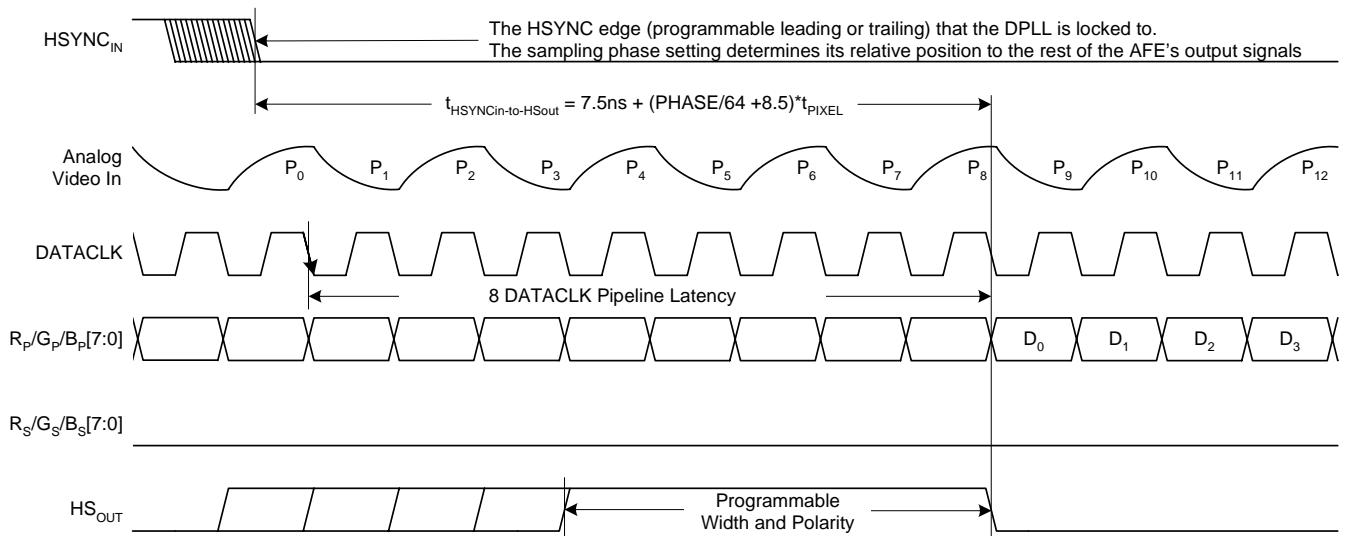 HSYNCIN
The HSYNC edge (programmable leading or trailing) that the DPLL is locked to.
The sampling phase setting determines its relative position to the rest of the AFE's output signals
tHSYNCin-to-HSout = 7.5ns + (PHASE/64 +8.5)*tPIXEL
Analog
Video In
P0 P1 P2 P3 P4 P5 P6 P7 P8 P9 P10 P11 P12
DATACLK
8 DATACLK Pipeline Latency
RP/GP/BP[7:0]
D0 D1 D2 D3
RS/GS/BS[7:0]
HSOUT
Programmable
Width and Polarity